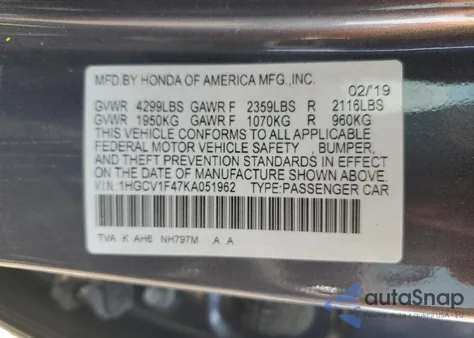 MFD.BY HONDA OF AMERICA MFG.,INC.
02/'19
GVWR 4299LBS GAWR F 2359LBS R 2116LBS
GVWR 1950KG GAWR F 1070KG R 960KG
THIS VEHICLE CONFORMS TO ALL APPLICABLE
FEDERAL MOTOR VEHICLE SAFETY , BUMPER,
AND THEFT PREVENTION STANDARDS IN EFFECT
ON THE DATE OF MANUFACTURE SHOWN ABOVE.
V.I.N:1HGCV1F47KA051962 TYPE:PASSENGER CAR
TVA K AH6 NH797M .A .A
autoSnap